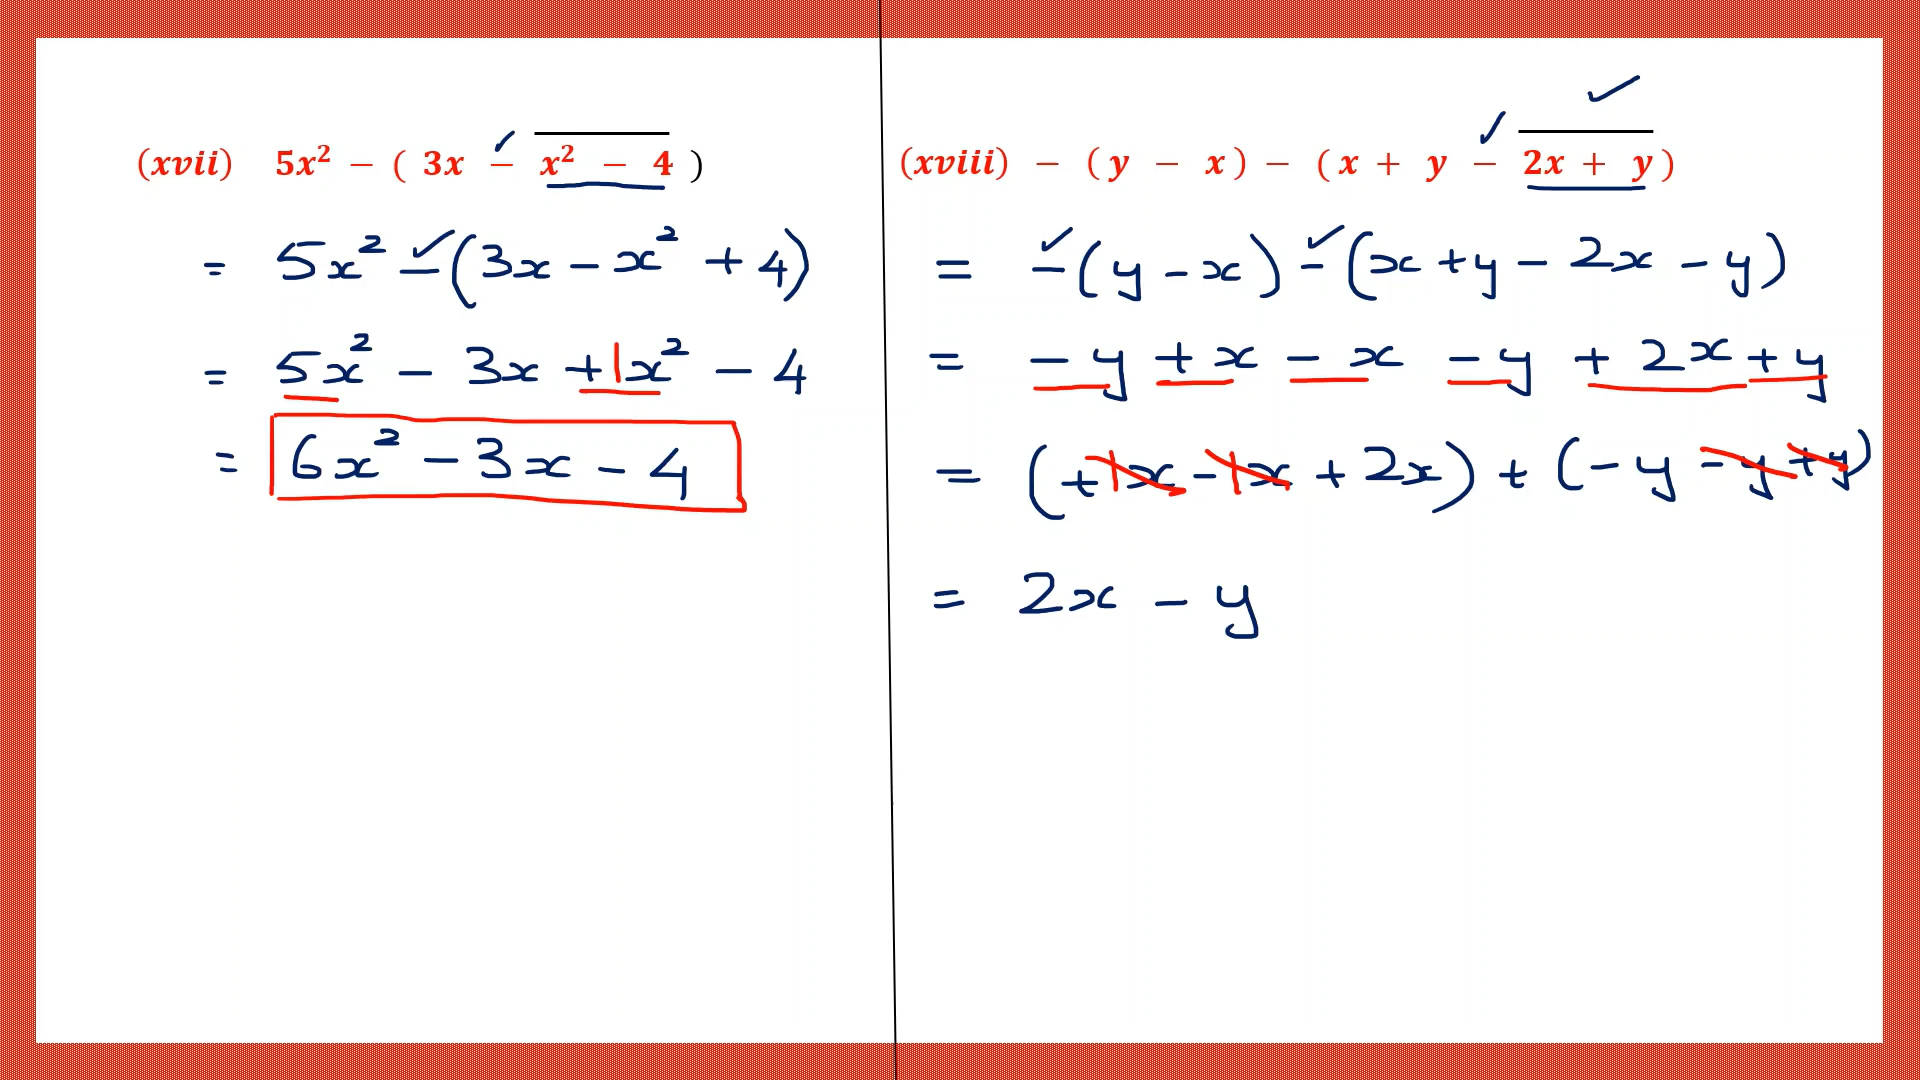 (xvii) 5x² − ( 3x − x² − 4 )
= 5x² − (3x − x² + 4)
= 5x² − 3x + 1x² − 4
= 6x² − 3x − 4
(xviii) − ( y − x ) − ( x + y − 2x + y )
= − (y − x) − (x + y − 2x − y)
= − y + x − x − y + 2x + y
= (+1x − 1x + 2x) + (− y − y + y)
= 2x − y